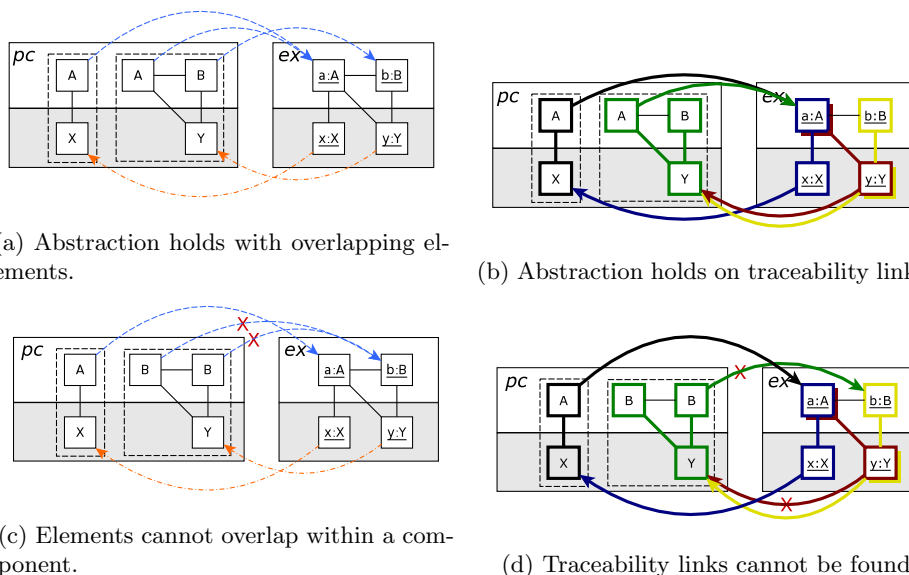 pc
ex
A
A
B
a:A
b:B
X
Y
x:X
y:Y
(a) Abstraction holds with overlapping el-
ements.
pc
ex
A
A
B
a:A
b:B
X
Y
x:X
y:Y
(b) Abstraction holds on traceability link
pc
ex
X
X
A
B
B
a:A
b:B
X
Y
x:X
y:Y
(c) Elements cannot overlap within a com-
ponent.
pc
ex
X
A
B
B
a:A
b:B
X
Y
x:X
y:Y
X
(d) Traceability links cannot be found